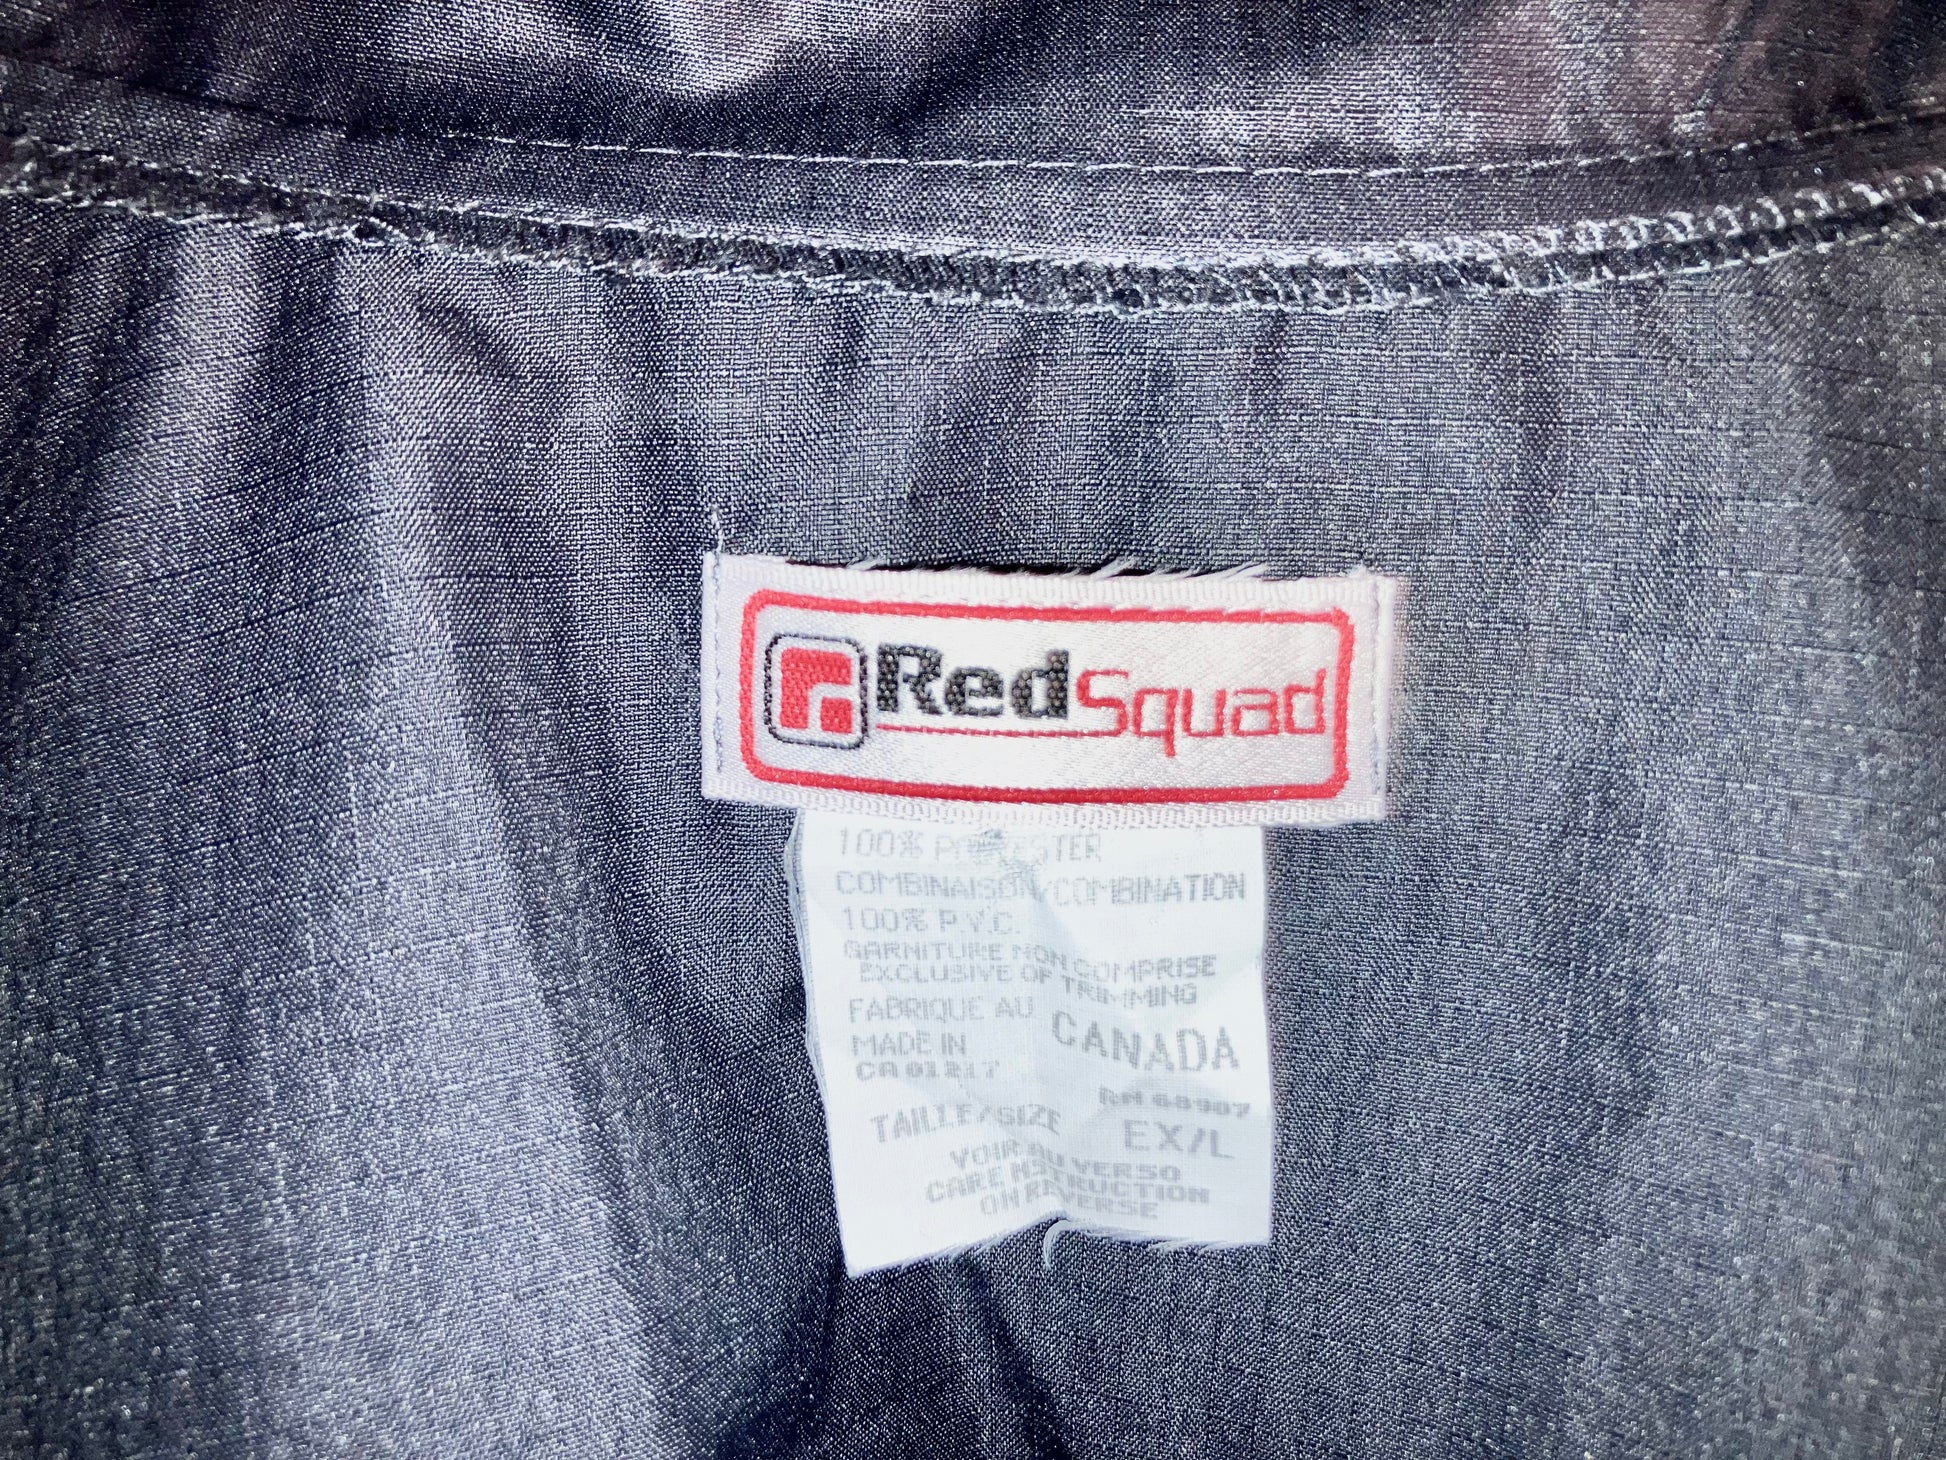 RedSquad
100% POLYESTER
COMBINAISON/COMBINATION
100% P.V.C.
GARNITURE NON COMPRISE
EXCLUSIVE OF TRIMMING
FABRIQUE AU
MADE IN CANADA
CA 01217
RN 68907
TAILLE/SIZE EX/L
VOIR AU VERSO
CARE INSTRUCTION
ON REVERSE